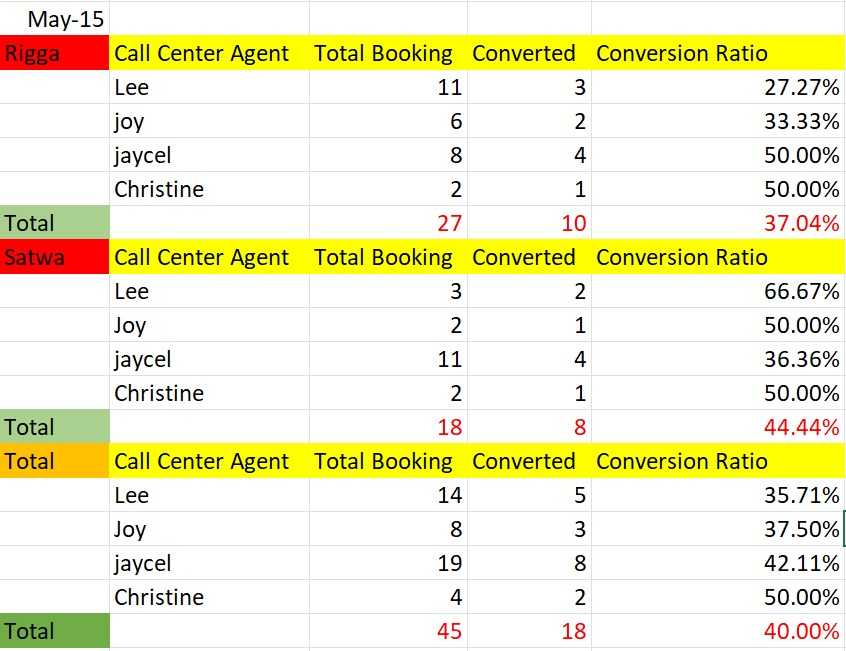 May-15
Rigga Call Center Agent Total Booking Converted Conversion Ratio
Lee 11 3 27.27%
joy 6 2 33.33%
jaycel 8 4 50.00%
Christine 2 1 50.00%
Total 27 10 37.04%
Satwa Call Center Agent Total Booking Converted Conversion Ratio
Lee 3 2 66.67%
Joy 2 1 50.00%
jaycel 11 4 36.36%
Christine 2 1 50.00%
Total 18 8 44.44%
Total Call Center Agent Total Booking Converted Conversion Ratio
Lee 14 5 35.71%
Joy 8 3 37.50%
jaycel 19 8 42.11%
Christine 4 2 50.00%
Total 45 18 40.00%